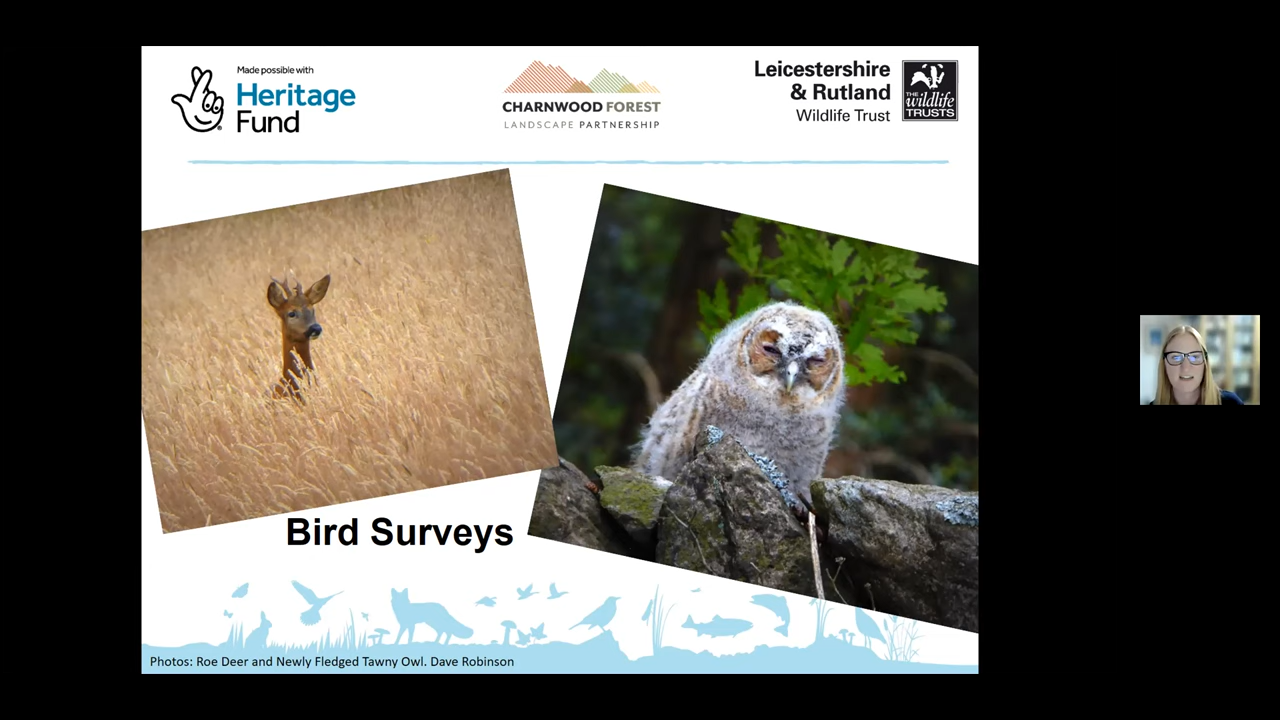 Made possible with
Heritage
Fund
CHARNWOOD FOREST
LANDSCAPE PARTNERSHIP
Leicestershire
& Rutland
Wildlife Trust
THE
wildlife
TRUSTS
Bird Surveys
Photos: Roe Deer and Newly Fledged Tawny Owl. Dave Robinson